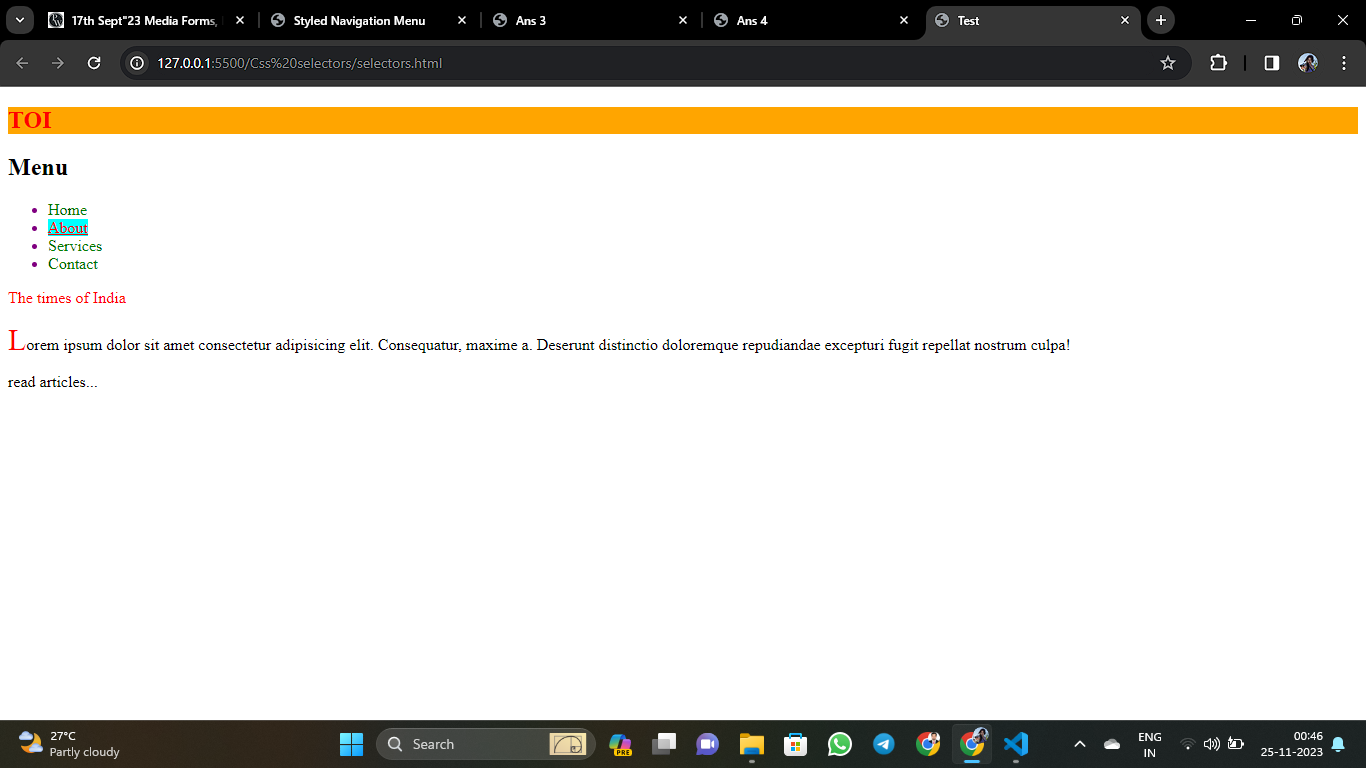 17th Sept"23 Media Forms,
Styled Navigation Menu
Ans 3
Ans 4
Test
127.0.0.1:5500/Css%20selectors/selectors.html
TOI
Menu
Home
About
Services
Contact
The times of India
Lorem ipsum dolor sit amet consectetur adipisicing elit. Consequatur, maxime a. Deserunt distinctio doloremque repudiandae excepturi fugit repellat nostrum culpa!
read articles...
27°C
Partly cloudy
Search
PRE
ENG
IN
00:46
25-11-2023